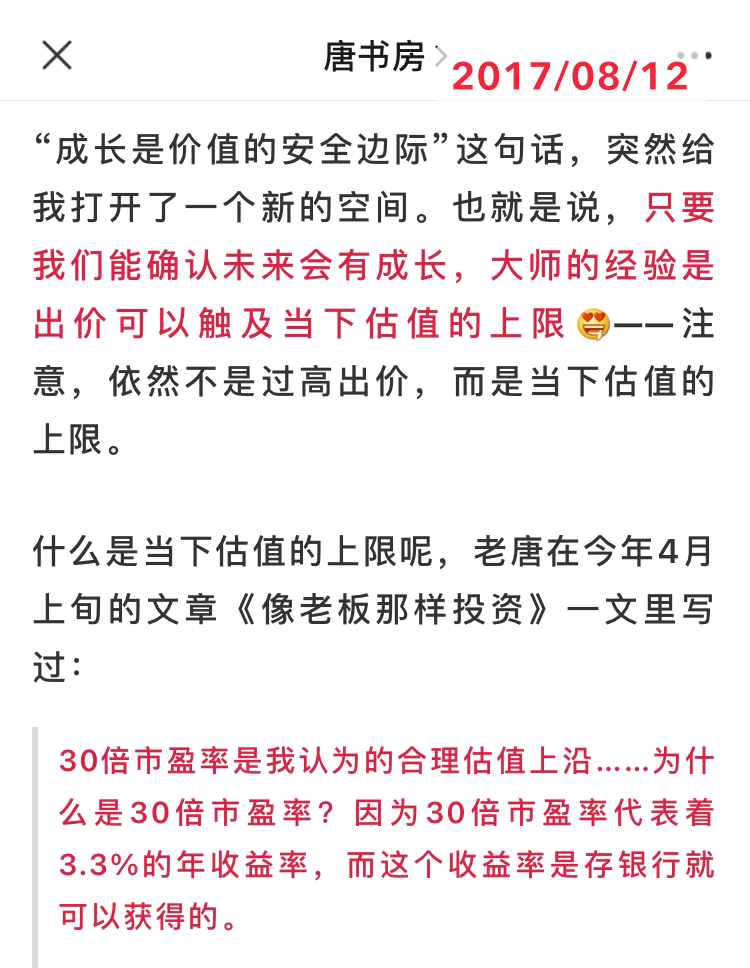 唐书房
2017/08/12
“成长是价值的安全边际”这句话，突然给
我打开了一个新的空间。也就是说，只要
我们能确认未来会有成长，大师的经验是
出价可以触及当下估值的上限😍——注
意，依然不是过高出价，而是当下估值的
上限。
什么是当下估值的上限呢，老唐在今年4月
上旬的文章《像老板那样投资》一文里写
过：
30倍市盈率是我认为的合理估值上沿……为什
么是30倍市盈率？因为30倍市盈率代表着
3.3%的年收益率，而这个收益率是存银行就
可以获得的。